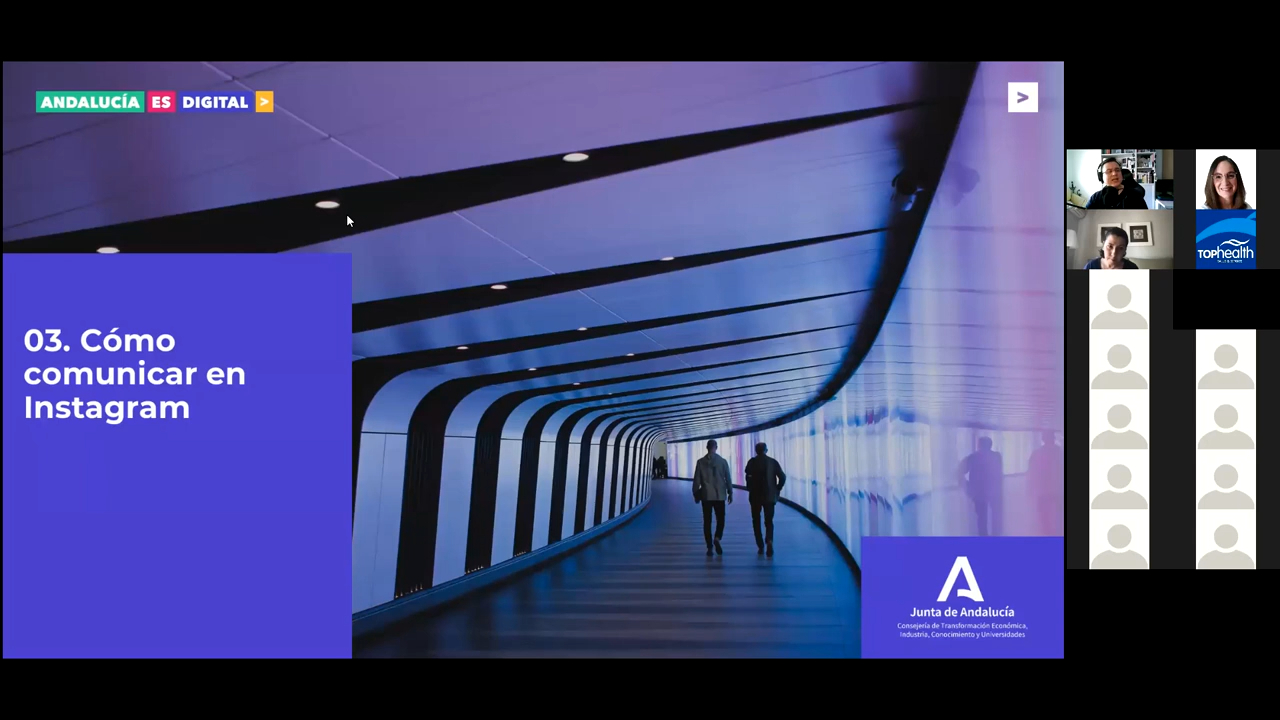 ANDALUCÍA ES DIGITAL >
>
03. Cómo
comunicar en
Instagram
TOPhealth
Junta de Andalucía
Consejería de Transformación Económica,
Industria, Conocimiento y Universidades